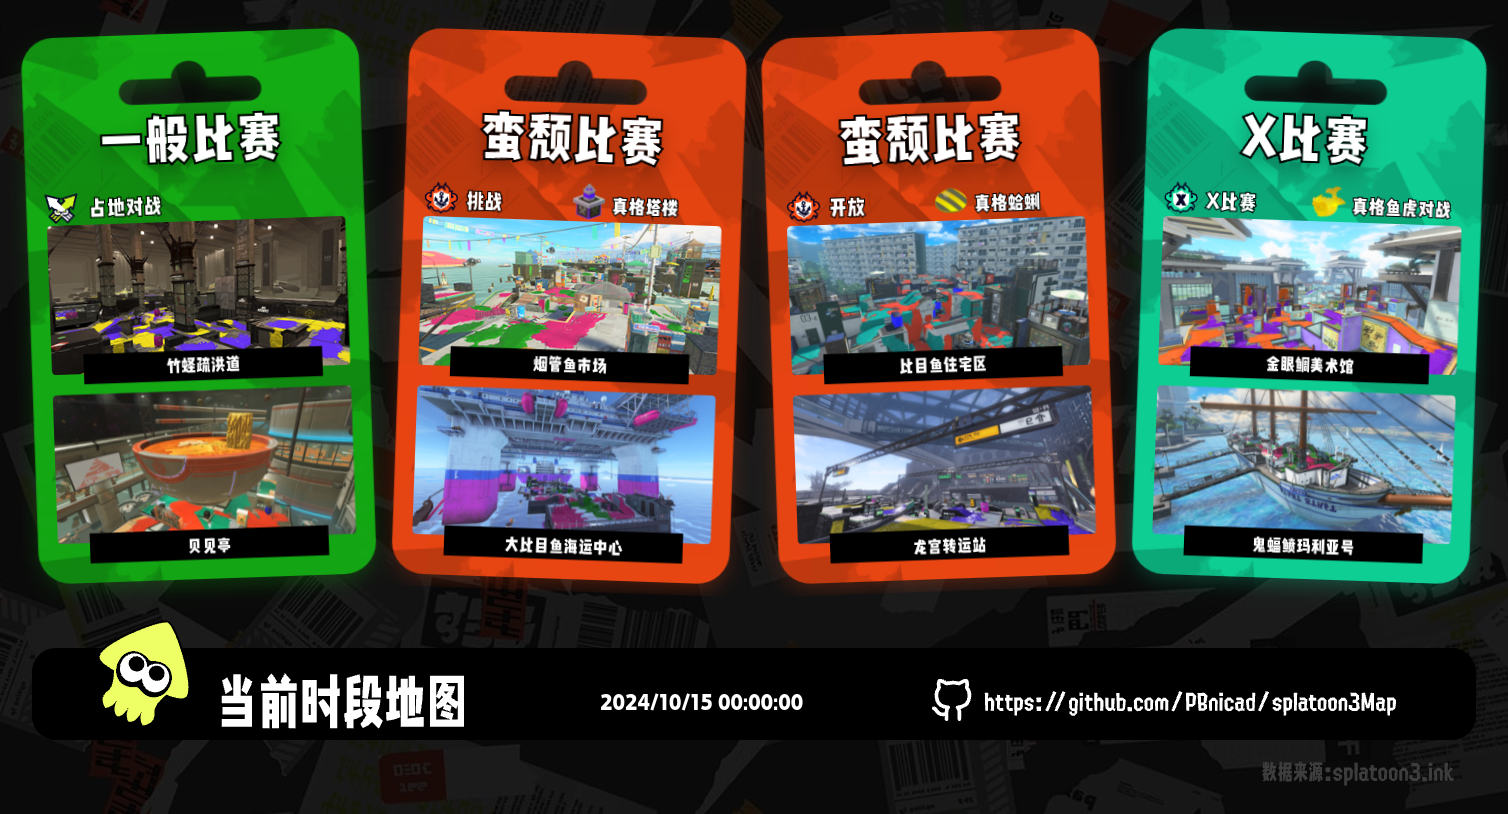 一般比赛
占地对战
竹蛏疏洪道
贝见亭
蛮颓比赛
挑战
真格塔楼
烟管鱼市场
大比目鱼海运中心
蛮颓比赛
开放
真格蛤蜊
比目鱼住宅区
龙宫转运站
X比赛
X比赛
真格鱼虎对战
金眼鲷美术馆
鬼蝠鲼玛利亚号
当前时段地图
2024/10/15 00:00:00
https://github.com/PBnicad/splatoon3Map
数据来源:splatoon3.ink